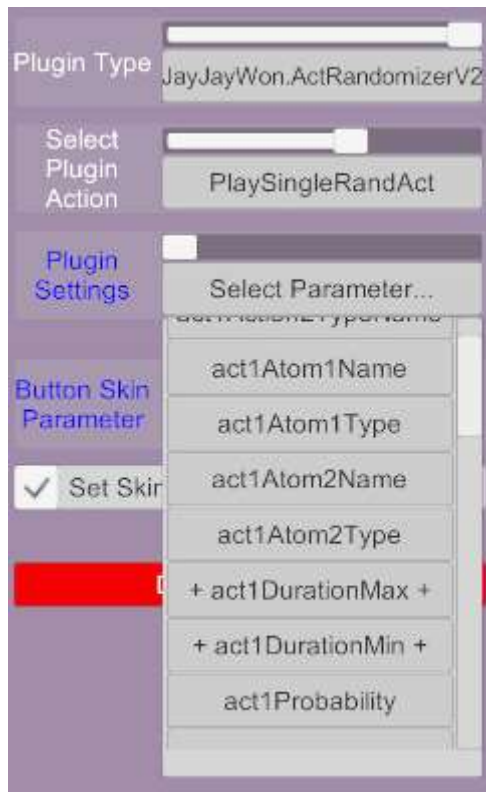 Plugin Type
JayJayWon.ActRandomizerV2
Select
Plugin
Action
PlaySingleRandAct
Plugin
Settings
Select Parameter...
act1Atom1Name
Button Skin
Parameter
act1Atom1Type
act1Atom2Name
Set Skin
act1Atom2Type
+ act1DurationMax +
+ act1DurationMin +
act1Probability